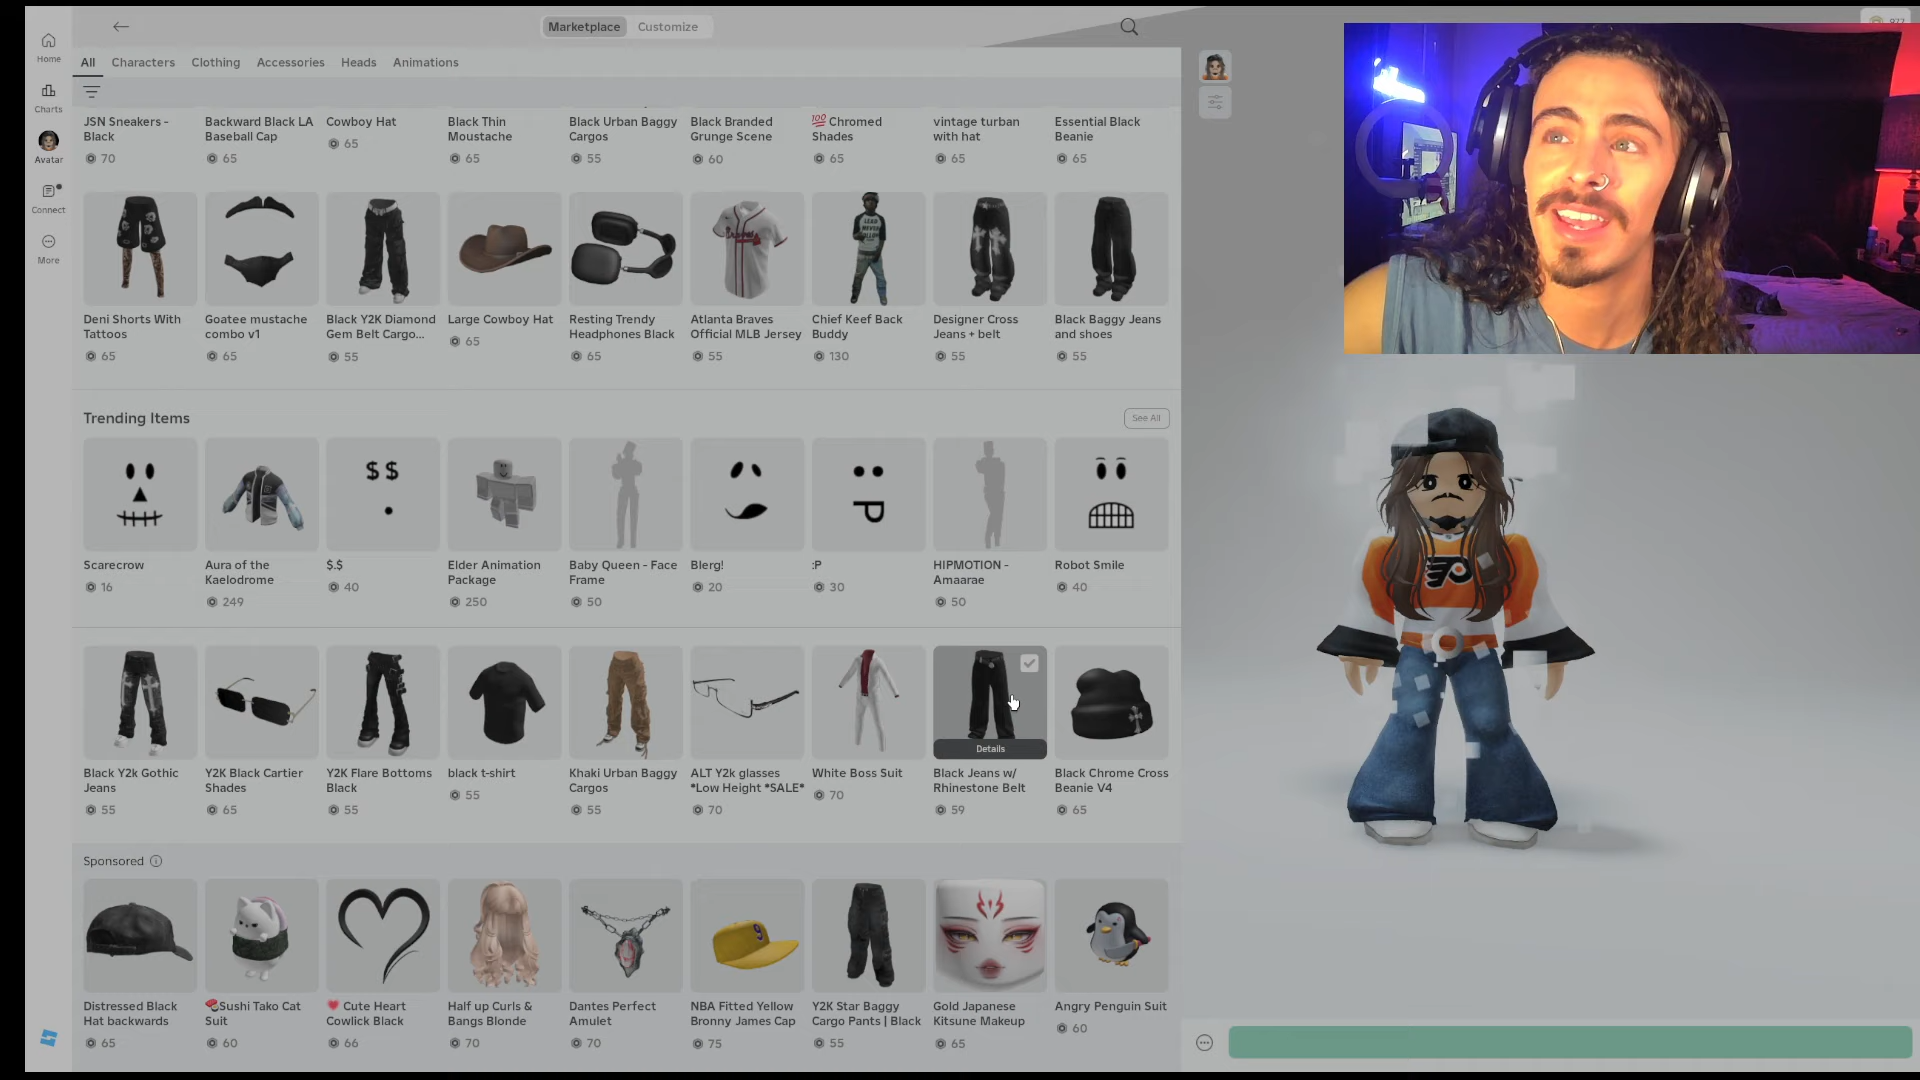 Marketplace
Customize
977
Home
Charts
Avatar
Connect
More
All
Characters
Clothing
Accessories
Heads
Animations
JSN Sneakers -
Black
70
Backward Black LA
Baseball Cap
65
Cowboy Hat
65
Black Thin
Moustache
65
Black Urban Baggy
Cargos
55
Black Branded
Grunge Scene
60
💯 Chromed
Shades
65
vintage turban
with hat
65
Essential Black
Beanie
65
Deni Shorts With
Tattoos
65
Goatee mustache
combo v1
65
Black Y2K Diamond
Gem Belt Cargo...
55
Large Cowboy Hat
65
Resting Trendy
Headphones Black
65
Braves
Atlanta Braves
Official MLB Jersey
55
LEAD
NEVER
FOLLOW
Chief Keef Back
Buddy
130
Designer Cross
Jeans + belt
55
Black Baggy Jeans
and shoes
55
Trending Items
See All
Scarecrow
16
Aura of the
Kaelodrome
249
$ $
$.$
40
Elder Animation
Package
250
Baby Queen - Face
Frame
50
Blerg!
20
:P
30
HIPMOTION -
Amaarae
50
Robot Smile
40
Black Y2k Gothic
Jeans
55
Y2K Black Cartier
Shades
65
Y2K Flare Bottoms
Black
55
black t-shirt
55
Khaki Urban Baggy
Cargos
55
ALT Y2k glasses
*Low Height *SALE*
70
White Boss Suit
70
Details
Black Jeans w/
Rhinestone Belt
59
Black Chrome Cross
Beanie V4
65
Sponsored
Distressed Black
Hat backwards
65
🍣Sushi Tako Cat
Suit
60
💗 Cute Heart
Cowlick Black
66
Half up Curls &
Bangs Blonde
70
Dantes Perfect
Amulet
70
9
NBA Fitted Yellow
Bronny James Cap
75
Y2K Star Baggy
Cargo Pants | Black
55
Gold Japanese
Kitsune Makeup
65
Angry Penguin Suit
60